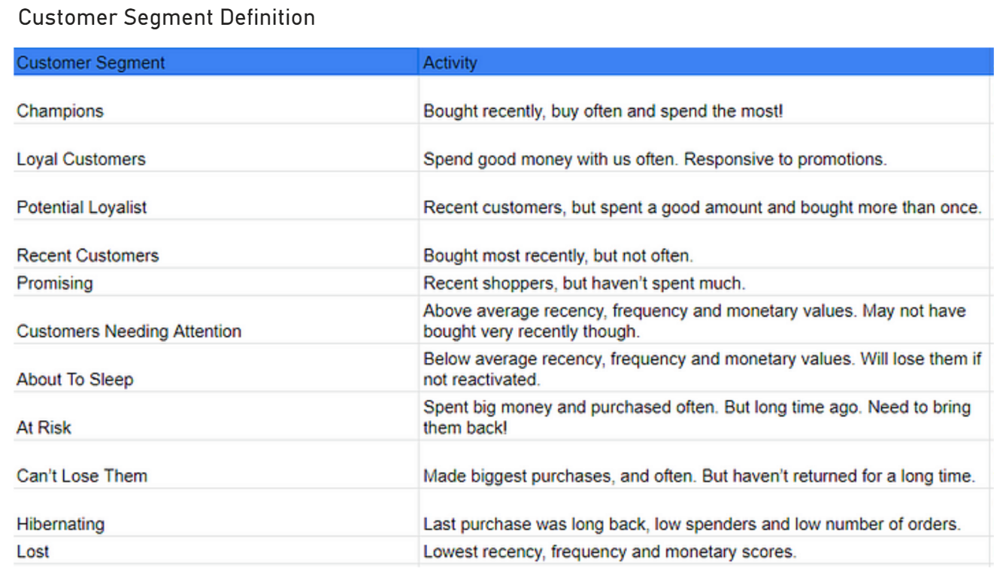 Customer Segment Definition
Customer Segment Activity
Champions Bought recently, buy often and spend the most!
Loyal Customers Spend good money with us often. Responsive to promotions.
Potential Loyalist Recent customers, but spent a good amount and bought more than once.
Recent Customers Bought most recently, but not often.
Promising Recent shoppers, but haven't spent much.
Customers Needing Attention Above average recency, frequency and monetary values. May not have
bought very recently though.
About To Sleep Below average recency, frequency and monetary values. Will lose them if
not reactivated.
At Risk Spent big money and purchased often. But long time ago. Need to bring
them back!
Can't Lose Them Made biggest purchases, and often. But haven't returned for a long time.
Hibernating Last purchase was long back, low spenders and low number of orders.
Lost Lowest recency, frequency and monetary scores.